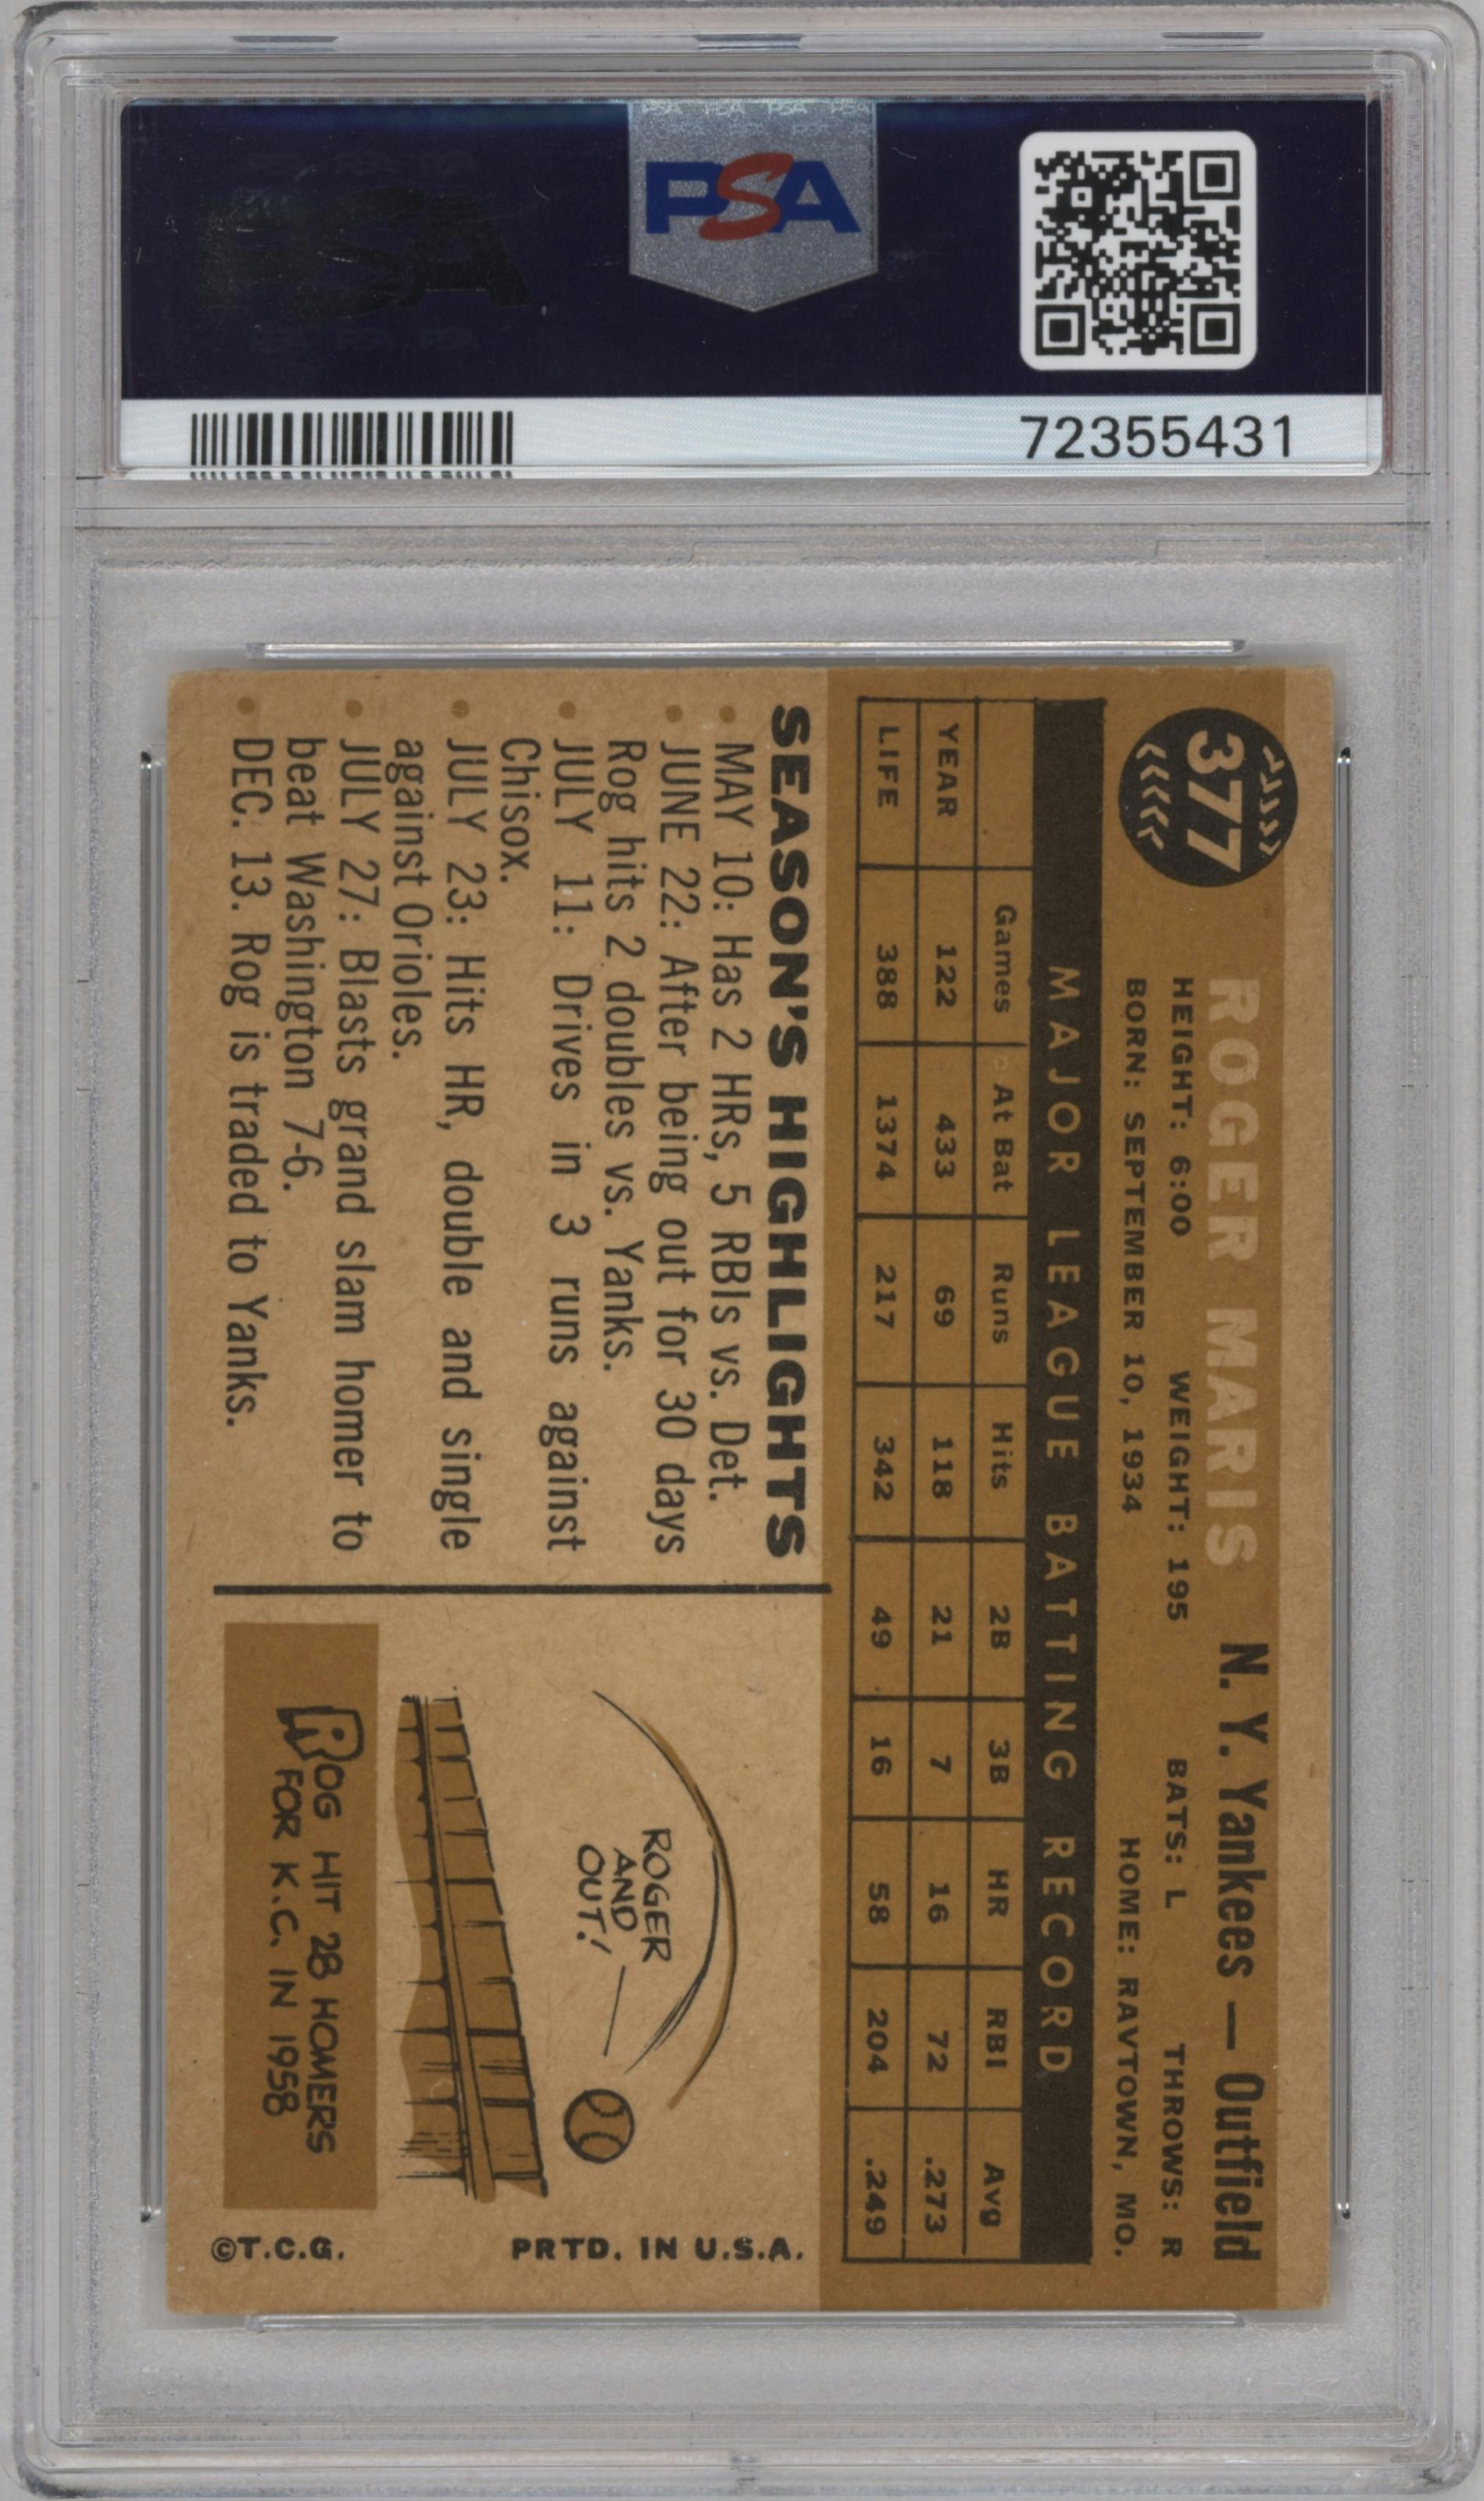 PSA
72355431
377
ROGER MARIS N. Y. Yankees — Outfield
HEIGHT: 6:00 WEIGHT: 195 BATS: L THROWS: R
BORN: SEPTEMBER 10, 1934 HOME: RAVTOWN, MO.
MAJOR LEAGUE BATTING RECORD
Games At Bat Runs Hits 2B 3B HR RBI Avg
YEAR 122 433 69 118 21 7 16 72 .273
LIFE 388 1374 217 342 49 16 58 204 .249
SEASON'S HIGHLIGHTS
• MAY 10: Has 2 HRs, 5 RBIs vs. Det.
• JUNE 22: After being out for 30 days
Rog hits 2 doubles vs. Yanks.
• JULY 11: Drives in 3 runs against
Chisox.
• JULY 23: Hits HR, double and single
against Orioles.
• JULY 27: Blasts grand slam homer to
beat Washington 7-6.
• DEC. 13. Rog is traded to Yanks.
ROGER
AND
OUT!
ROG HIT 28 HOMERS
FOR K.C. IN 1958
PRTD. IN U.S.A.
©T.C.G.